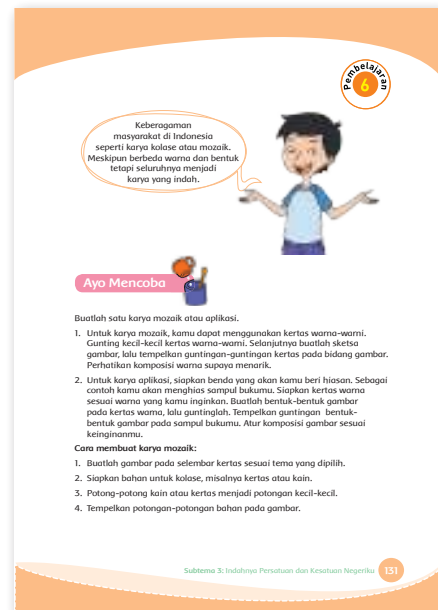 Pembelajaran
6
Keberagaman
masyarakat di Indonesia
seperti karya kolase atau mozaik.
Meskipun berbeda warna dan bentuk
tetapi seluruhnya menjadi
karya yang indah.
Ayo Mencoba
Buatlah satu karya mozaik atau aplikasi.
1. Untuk karya mozaik, kamu dapat menggunakan kertas warna-warni.
Gunting kecil-kecil kertas warna-warni. Selanjutnya buatlah sketsa
gambar, lalu tempelkan guntingan-guntingan kertas pada bidang gambar.
Perhatikan komposisi warna supaya menarik.
2. Untuk karya aplikasi, siapkan benda yang akan kamu beri hiasan. Sebagai
contoh kamu akan menghias sampul bukumu. Siapkan kertas warna
sesuai warna yang kamu inginkan. Buatlah bentuk-bentuk gambar
pada kertas warna, lalu guntinglah. Tempelkan guntingan bentuk-
bentuk gambar pada sampul bukumu. Atur komposisi gambar sesuai
keinginanmu.
Cara membuat karya mozaik:
1. Buatlah gambar pada selembar kertas sesuai tema yang dipilih.
2. Siapkan bahan untuk kolase, misalnya kertas atau kain.
3. Potong-potong kain atau kertas menjadi potongan kecil-kecil.
4. Tempelkan potongan-potongan bahan pada gambar.
Subtema 3: Indahnya Persatuan dan Kesatuan Negeriku 131